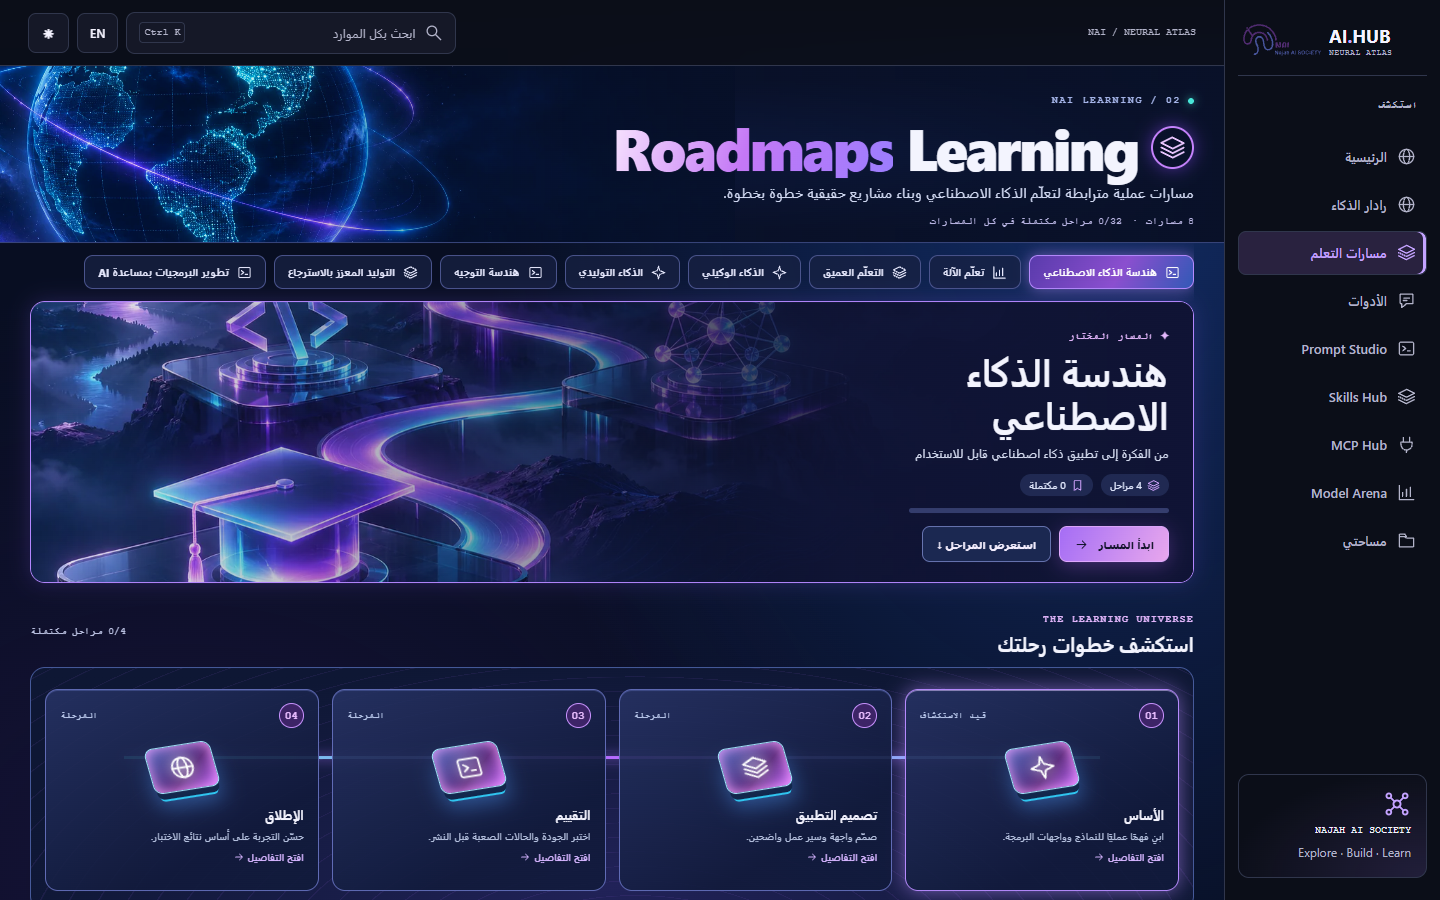 AI.HUB
NEURAL ATLAS
NAI
Najah AI SOCIETY
استكشف
الرئيسية
رادار الذكاء
مسارات التعلم
الأدوات
Prompt Studio
Skills Hub
MCP Hub
Model Arena
مساحتي
NAJAH AI SOCIETY
Explore · Build · Learn
NAI / NEURAL ATLAS
ابحث بكل الموارد
Ctrl K
EN
NAI LEARNING / 02
Roadmaps Learning
مسارات عملية مترابطة لتعلّم الذكاء الاصطناعي وبناء مشاريع حقيقية خطوة بخطوة.
8 مسارات · 0/32 مراحل مكتملة في كل المسارات
هندسة الذكاء الاصطناعي
تعلّم الآلة
التعلّم العميق
الذكاء الوكيلي
الذكاء التوليدي
هندسة التوجيه
التوليد المعزز بالاسترجاع
تطوير البرمجيات بمساعدة AI
المسار المختار
هندسة الذكاء
الاصطناعي
من الفكرة إلى تطبيق ذكاء اصطناعي قابل للاستخدام
4 مراحل
0 مكتملة
ابدأ المسار →
استعرض المراحل ↓
THE LEARNING UNIVERSE
استكشف خطوات رحلتك
0/4 مراحل مكتملة
01
قيد الاستكشاف
الأساس
ابنِ فهمًا عمليًا للنماذج وواجهات البرمجة.
افتح التفاصيل →
02
المرحلة
تصميم التطبيق
صمّم واجهة وسير عمل واضحين.
افتح التفاصيل →
03
المرحلة
التقييم
اختبر الجودة والحالات الصعبة قبل النشر.
افتح التفاصيل →
04
المرحلة
الإطلاق
حسّن التجربة على أساس نتائج الاختبار.
افتح التفاصيل →